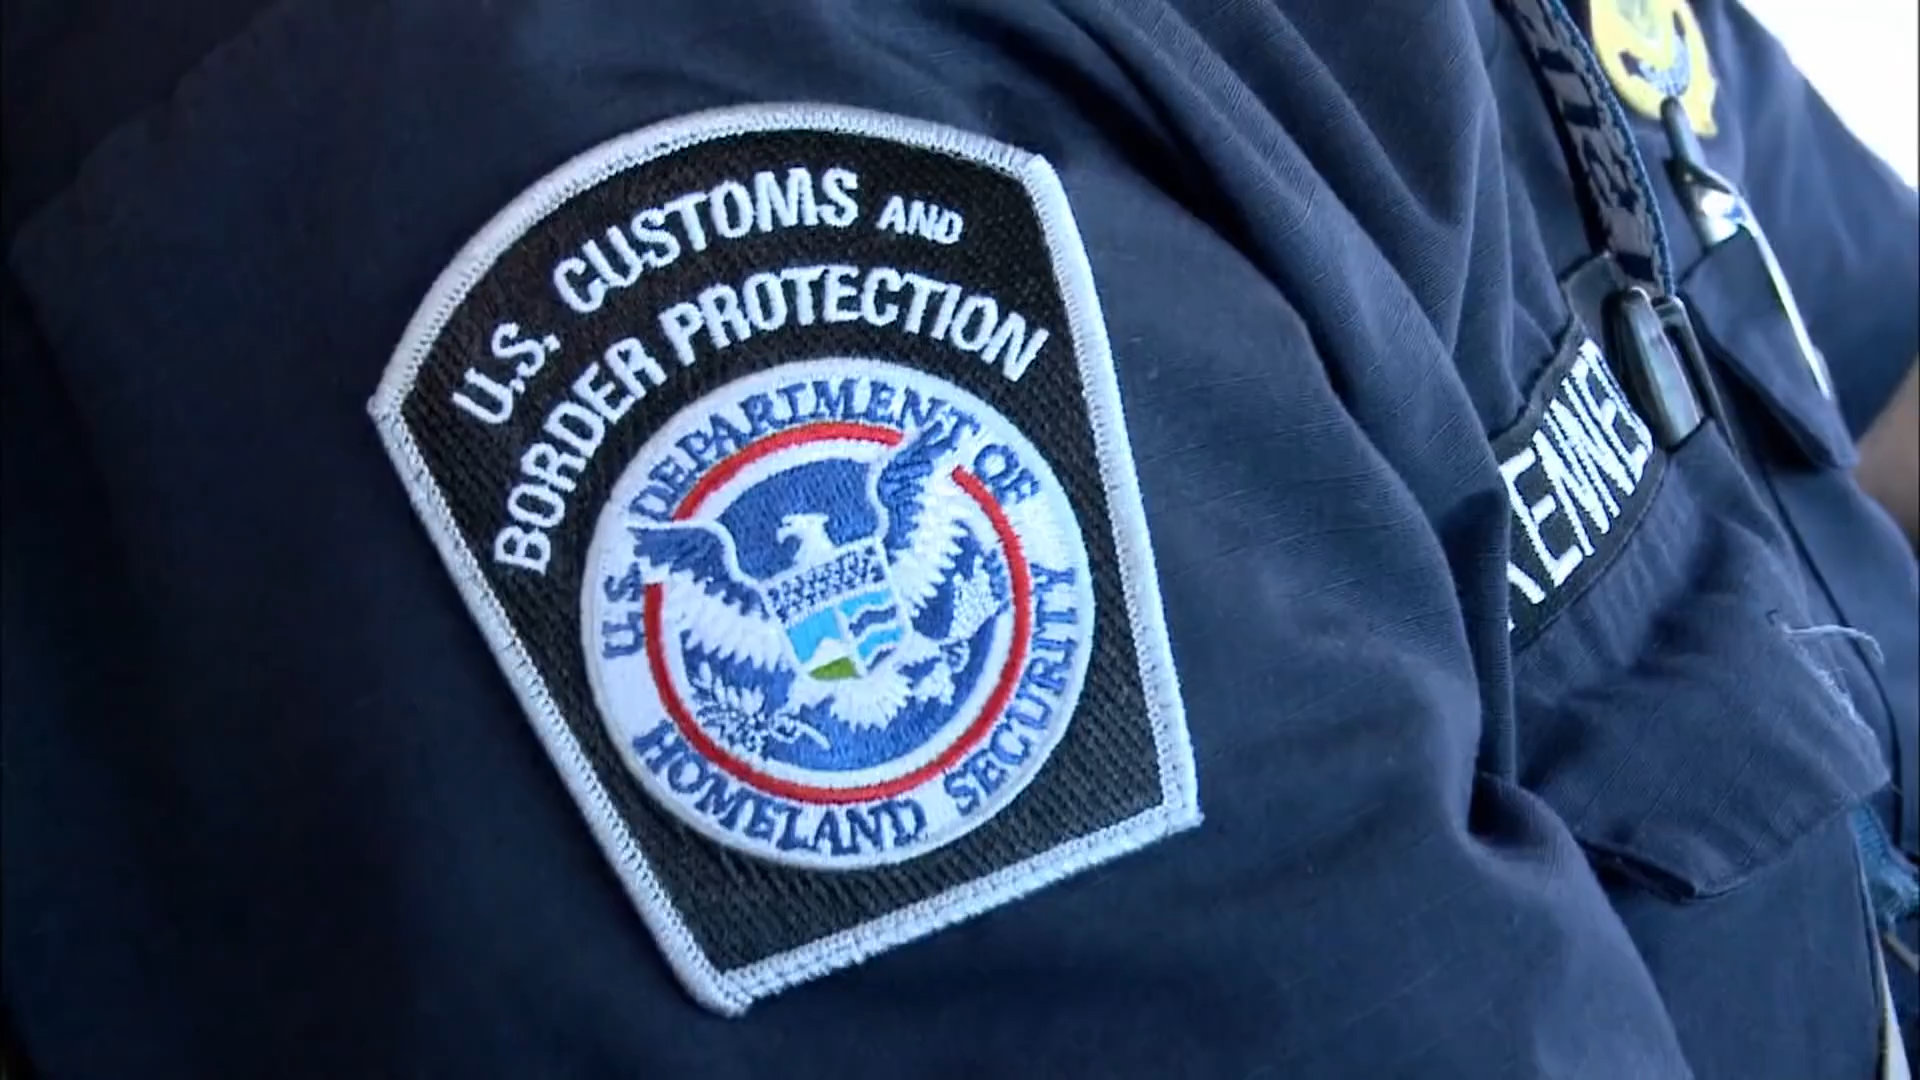 U.S. CUSTOMS AND
BORDER PROTECTION
U.S. DEPARTMENT OF
HOMELAND SECURITY